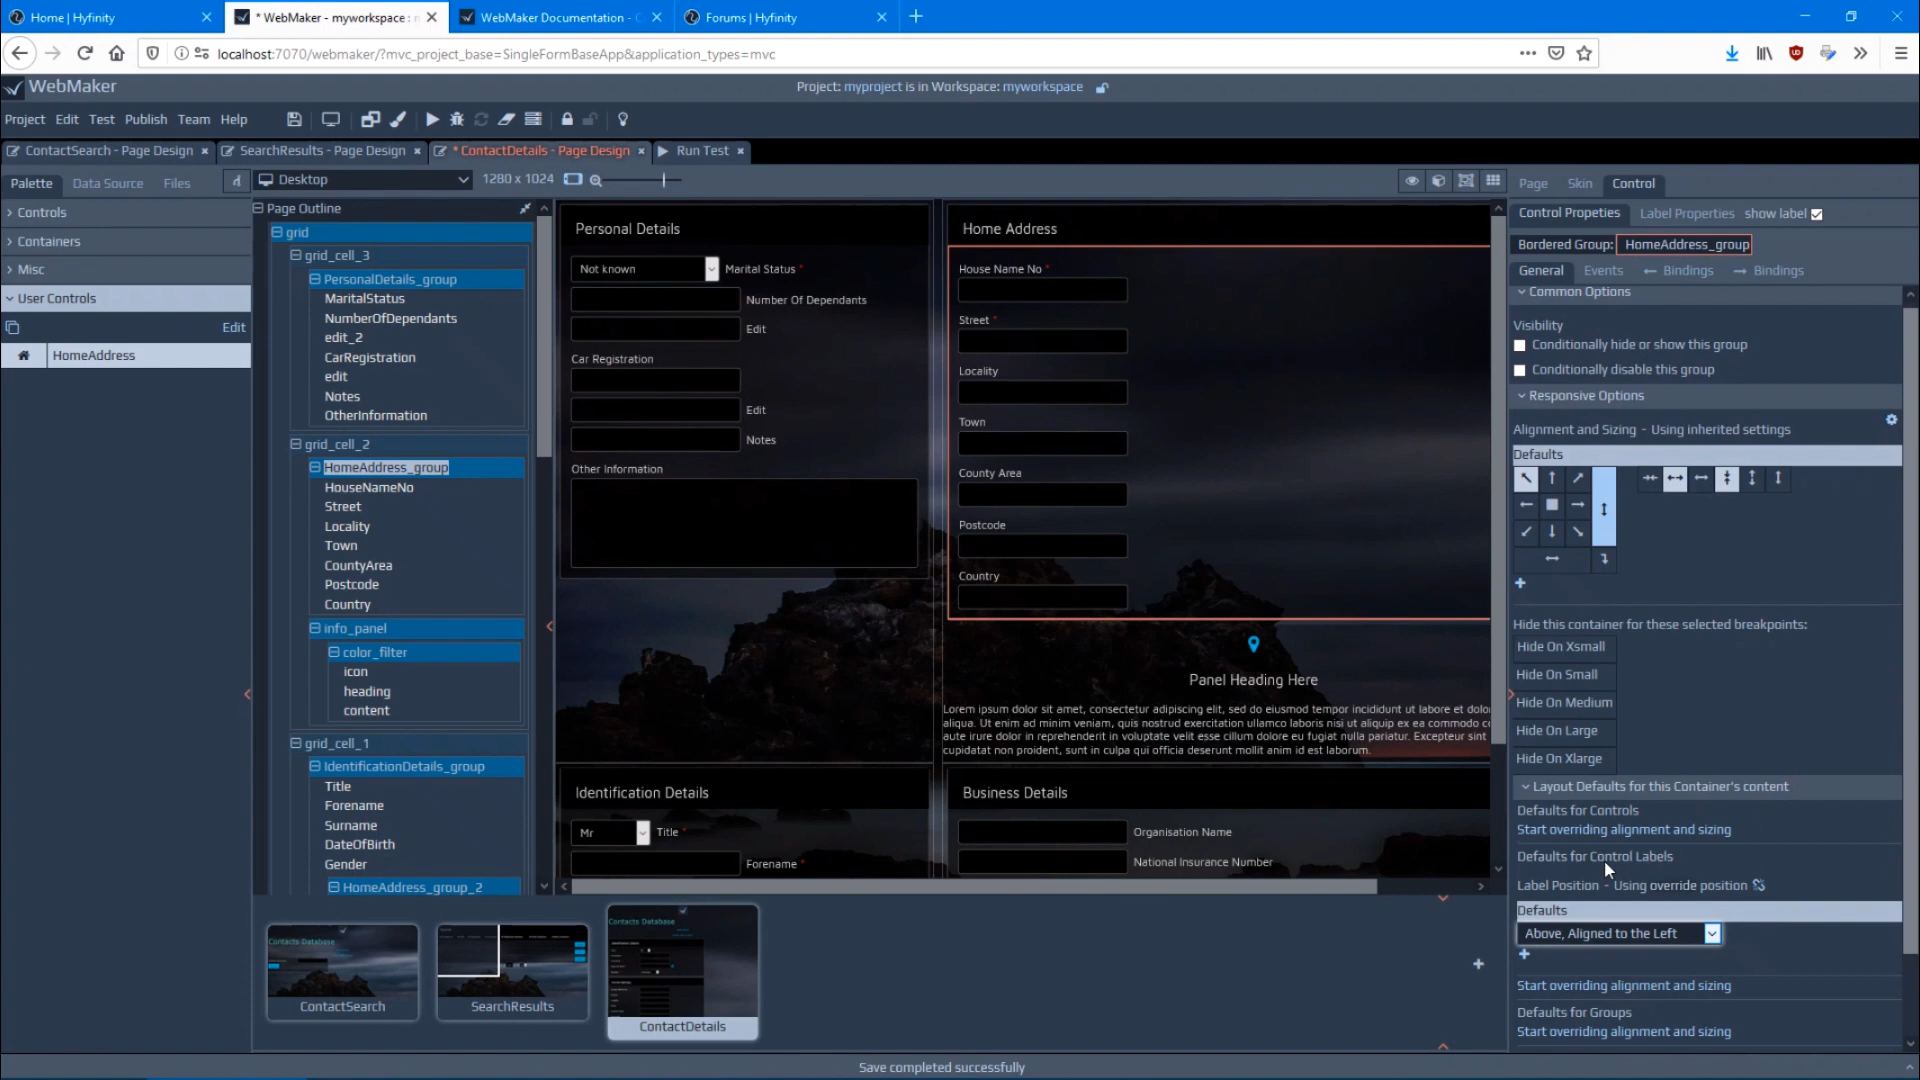 Home | Hyfinity
* WebMaker - myworkspace :
WebMaker Documentation -
Forums | Hyfinity
localhost:7070/webmaker/?mvc_project_base=SingleFormBaseApp&application_types=mvc
WebMaker
Project: myproject is in Workspace: myworkspace
Project Edit Test Publish Team Help
ContactSearch - Page Design
SearchResults - Page Design
* ContactDetails - Page Design
Run Test
Palette
Data Source
Files
Desktop
1280 x 1024
Page
Skin
Control
Controls
Containers
Misc
User Controls
Edit
HomeAddress
Page Outline
grid
grid_cell_3
PersonalDetails_group
MaritalStatus
NumberOfDependants
edit_2
CarRegistration
edit
Notes
OtherInformation
grid_cell_2
HomeAddress_group
HouseNameNo
Street
Locality
Town
CountyArea
Postcode
Country
info_panel
color_filter
icon
heading
content
grid_cell_1
IdentificationDetails_group
Title
Forename
Surname
DateOfBirth
Gender
HomeAddress_group_2
Personal Details
Not known
Marital Status *
Number Of Dependants
Edit
Car Registration
Edit
Notes
Other Information
Identification Details
Mr
Title *
Forename *
Home Address
House Name No *
Street *
Locality
Town
County Area
Postcode
Country
Panel Heading Here
Lorem ipsum dolor sit amet, consectetur adipiscing elit, sed do eiusmod tempor incididunt ut labore et dolo
aliqua. Ut enim ad minim veniam, quis nostrud exercitation ullamco laboris nisi ut aliquip ex ea commodo c
aute irure dolor in reprehenderit in voluptate velit esse cillum dolore eu fugiat nulla pariatur. Excepteur sint
cupidatat non proident, sunt in culpa qui officia deserunt mollit anim id est laborum.
Business Details
Organisation Name
National Insurance Number
Control Propeties
Label Properties
show label
Bordered Group: HomeAddress_group
General
Events
Bindings
Bindings
Common Options
Visibility
Conditionally hide or show this group
Conditionally disable this group
Responsive Options
Alignment and Sizing - Using inherited settings
Defaults
Hide this container for these selected breakpoints:
Hide On Xsmall
Hide On Small
Hide On Medium
Hide On Large
Hide On Xlarge
Layout Defaults for this Container's content
Defaults for Controls
Start overriding alignment and sizing
Defaults for Control Labels
Label Position - Using override position
Defaults
Above, Aligned to the Left
Start overriding alignment and sizing
Defaults for Groups
Start overriding alignment and sizing
Contacts Database
ContactSearch
SearchResults
Contacts Database
ContactDetails
Save completed successfully